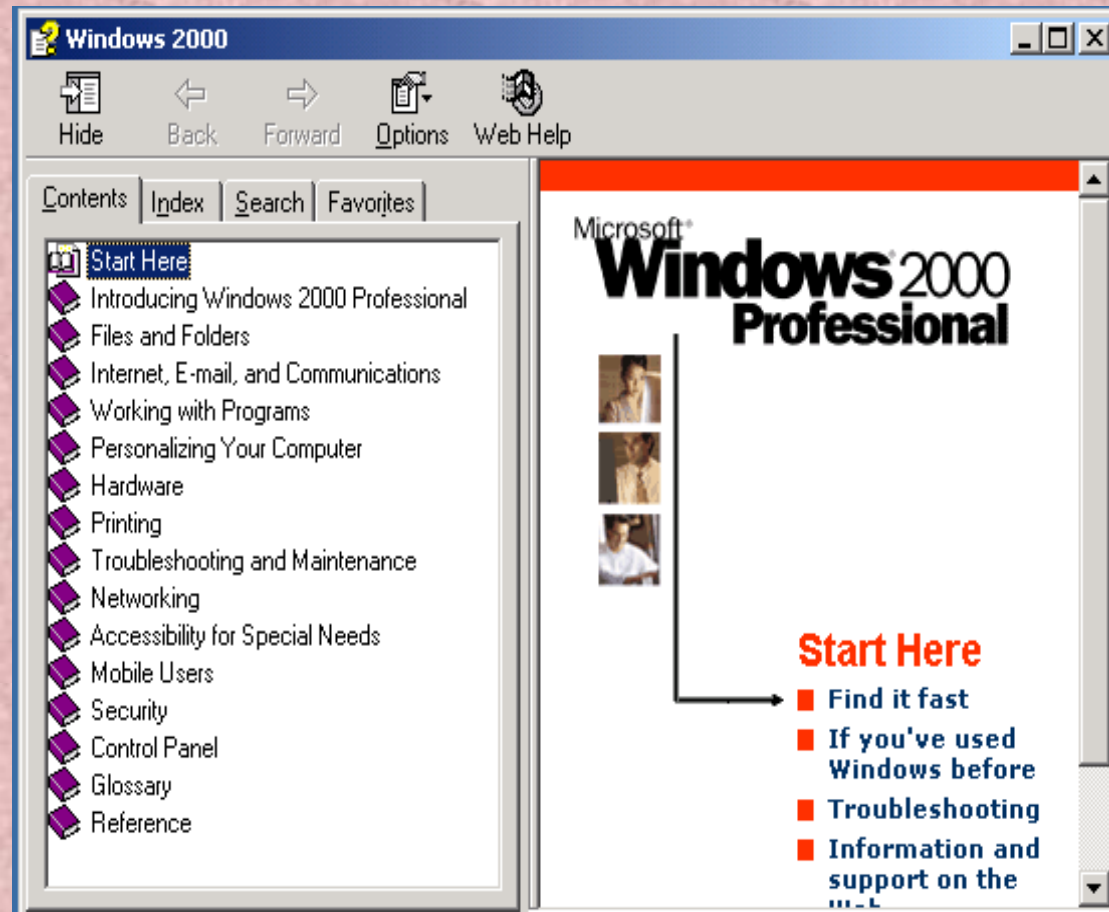 Windows 2000
Hide Back Forward Options Web Help
Contents Index Search Favorites
Start Here
Introducing Windows 2000 Professional
Files and Folders
Internet, E-mail, and Communications
Working with Programs
Personalizing Your Computer
Hardware
Printing
Troubleshooting and Maintenance
Networking
Accessibility for Special Needs
Mobile Users
Security
Control Panel
Glossary
Reference
Microsoft®
Windows® 2000
Professional
Start Here
Find it fast
If you've used
Windows before
Troubleshooting
Information and
support on the